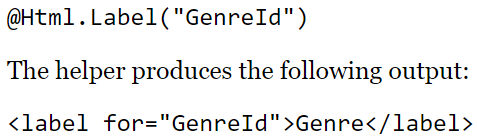 @Html.Label("GenreId")
The helper produces the following output:
<label for="GenreId">Genre</label>